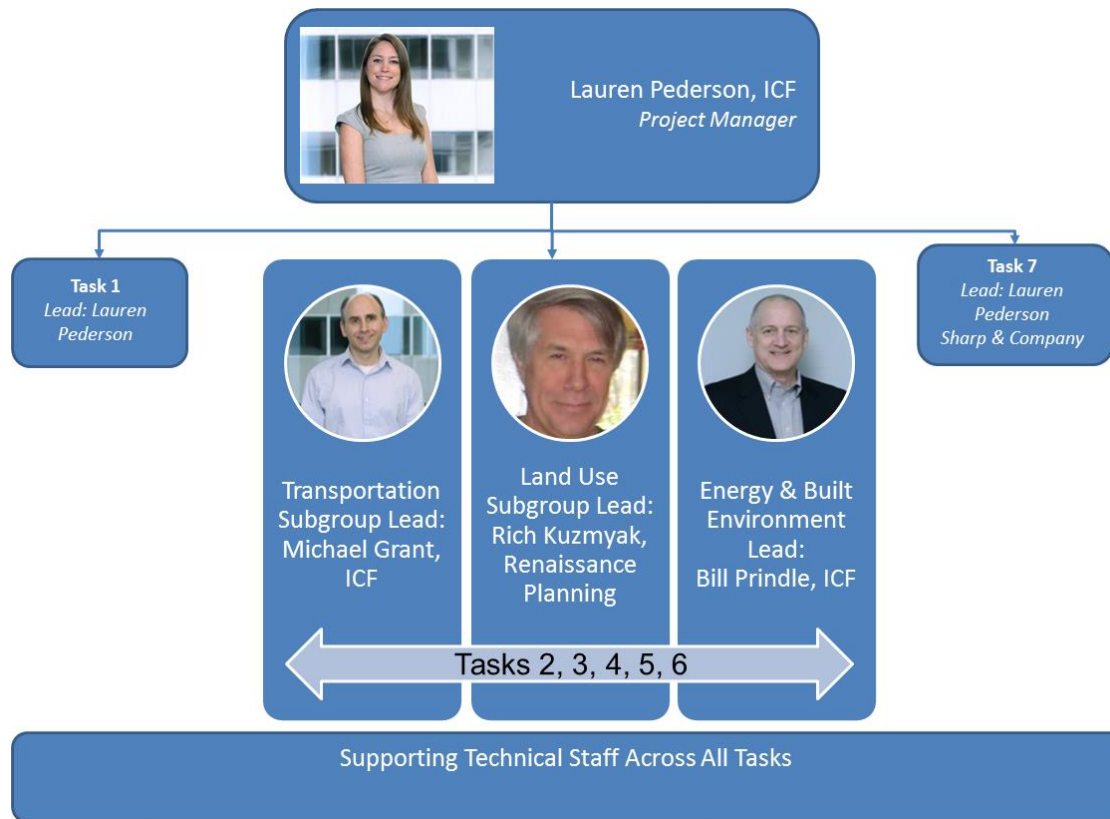 Lauren Pederson, ICF
Project Manager
Task 1
Lead: Lauren
Pederson
Task 7
Lead: Lauren
Pederson
Sharp & Company
Transportation
Subgroup Lead:
Michael Grant,
ICF
Land Use
Subgroup Lead:
Rich Kuzmyak,
Renaissance
Planning
Energy & Built
Environment
Lead:
Bill Prindle, ICF
Tasks 2, 3, 4, 5, 6
Supporting Technical Staff Across All Tasks